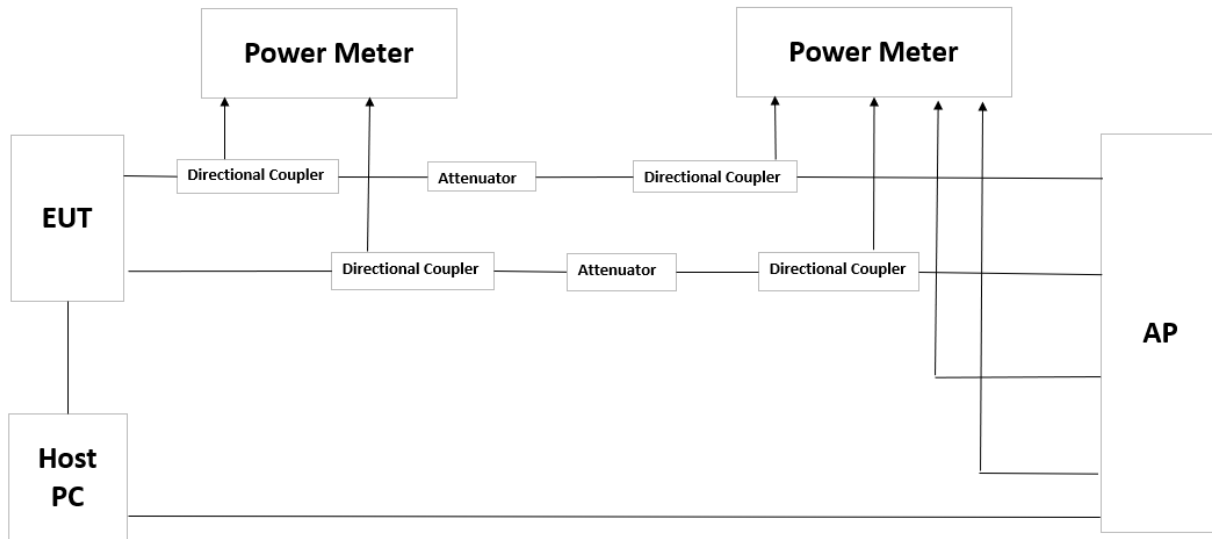 Power Meter
Power Meter
Directional Coupler
Attenuator
Directional Coupler
EUT
Directional Coupler
Attenuator
Directional Coupler
AP
Host
PC